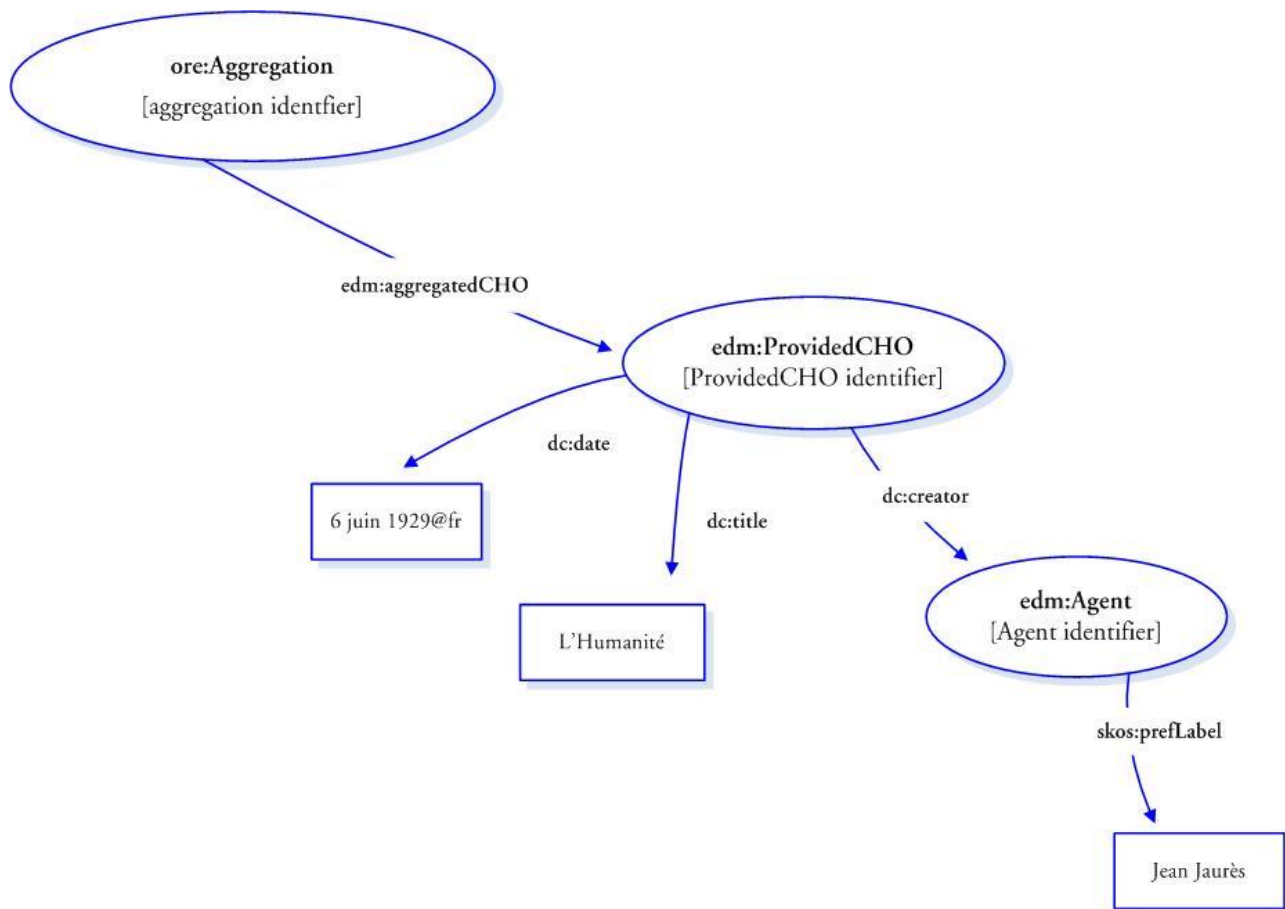 ore:Aggregation
[aggregation identfier]
edm:aggregatedCHO
edm:ProvidedCHO
[ProvidedCHO identifier]
dc:date
6 juin 1929@fr
dc:title
L'Humanité
dc:creator
edm:Agent
[Agent identifier]
skos:prefLabel
Jean Jaurès